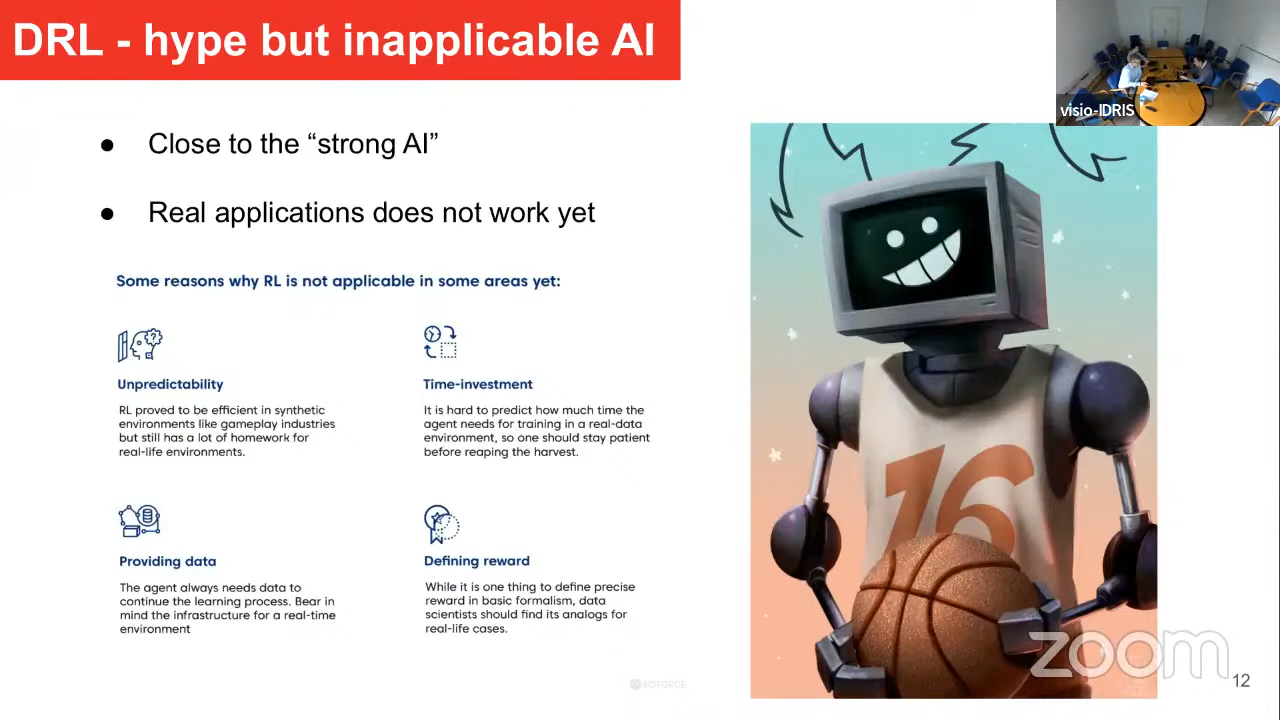 DRL - hype but inapplicable AI
visio-IDRIS
● Close to the “strong AI”
● Real applications does not work yet
Some reasons why RL is not applicable in some areas yet:
Unpredictability
RL proved to be efficient in synthetic
environments like gameplay industries
but still has a lot of homework for
real-life environments.
Time-investment
It is hard to predict how much time the
agent needs for training in a real-data
environment, so one should stay patient
before reaping the harvest.
Providing data
The agent always needs data to
continue the learning process. Bear in
mind the infrastructure for a real-time
environment
Defining reward
While it is one thing to define precise
reward in basic formalism, data
scientists should find its analogs for
real-life cases.
16
zoom
12